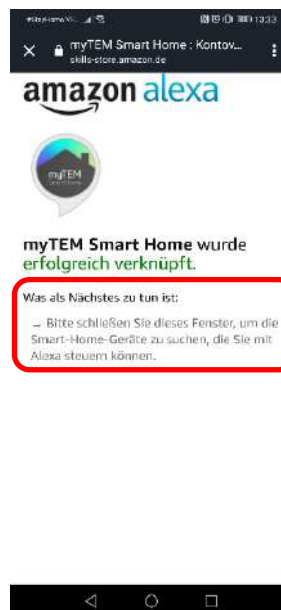 13:33
myTEM Smart Home : Kontov...
skills-store.amazon.de
amazon alexa
myTEM
myTEM Smart Home wurde
erfolgreich verknüpft.
Was als Nächstes zu tun ist:
→ Bitte schließen Sie dieses Fenster, um die
Smart-Home-Geräte zu suchen, die Sie mit
Alexa steuern können.